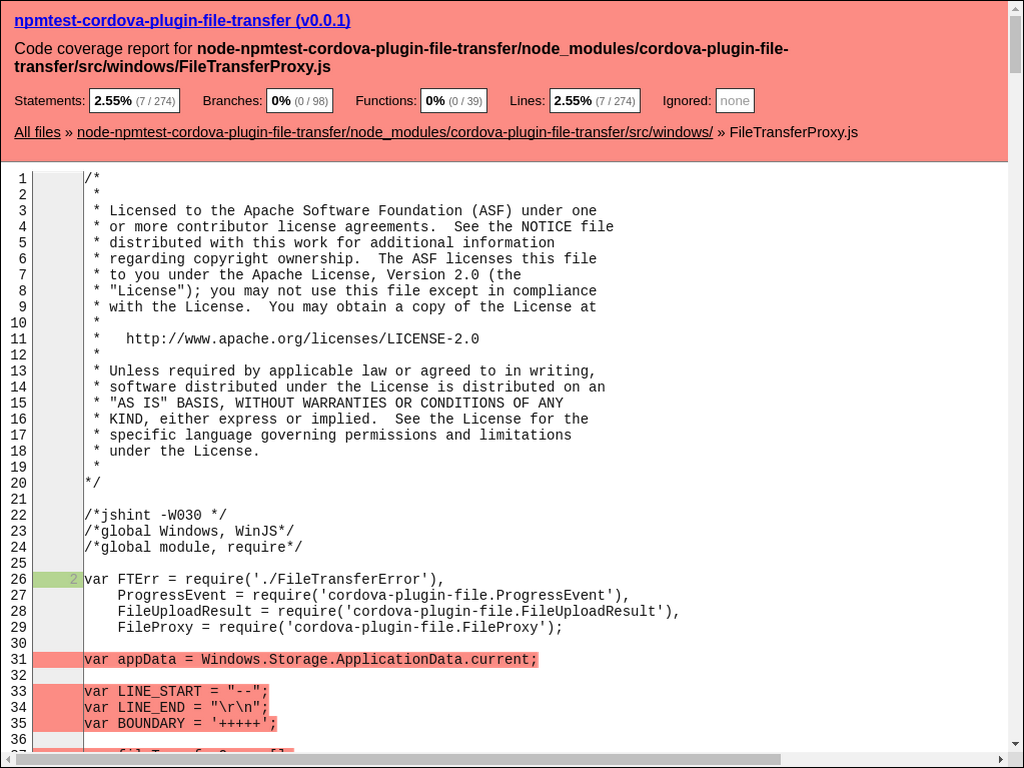 npmtest-cordova-plugin-file-transfer (v0.0.1)
Code coverage report for node-npmtest-cordova-plugin-file-transfer/node_modules/cordova-plugin-file-
transfer/src/windows/FileTransferProxy.js
Statements: 2.55% (7 / 274) Branches: 0% (0 / 98) Functions: 0% (0 / 39) Lines: 2.55% (7 / 274) Ignored: none
All files » node-npmtest-cordova-plugin-file-transfer/node_modules/cordova-plugin-file-transfer/src/windows/ » FileTransferProxy.js
1 /*
2  *
3  * Licensed to the Apache Software Foundation (ASF) under one
4  * or more contributor license agreements.  See the NOTICE file
5  * distributed with this work for additional information
6  * regarding copyright ownership.  The ASF licenses this file
7  * to you under the Apache License, Version 2.0 (the
8  * "License"); you may not use this file except in compliance
9  * with the License.  You may obtain a copy of the License at
10  *
11  *   http://www.apache.org/licenses/LICENSE-2.0
12  *
13  * Unless required by applicable law or agreed to in writing,
14  * software distributed under the License is distributed on an
15  * "AS IS" BASIS, WITHOUT WARRANTIES OR CONDITIONS OF ANY
16  * KIND, either express or implied.  See the License for the
17  * specific language governing permissions and limitations
18  * under the License.
19  *
20 */
21
22 /*jshint -W030 */
23 /*global Windows, WinJS*/
24 /*global module, require*/
25
26 2 var FTErr = require('./FileTransferError'),
27     ProgressEvent = require('cordova-plugin-file.ProgressEvent'),
28     FileUploadResult = require('cordova-plugin-file.FileUploadResult'),
29     FileProxy = require('cordova-plugin-file.FileProxy');
30
31 var appData = Windows.Storage.ApplicationData.current;
32
33 var LINE_START = "--";
34 var LINE_END = "\r\n";
35 var BOUNDARY = '+++++';
36